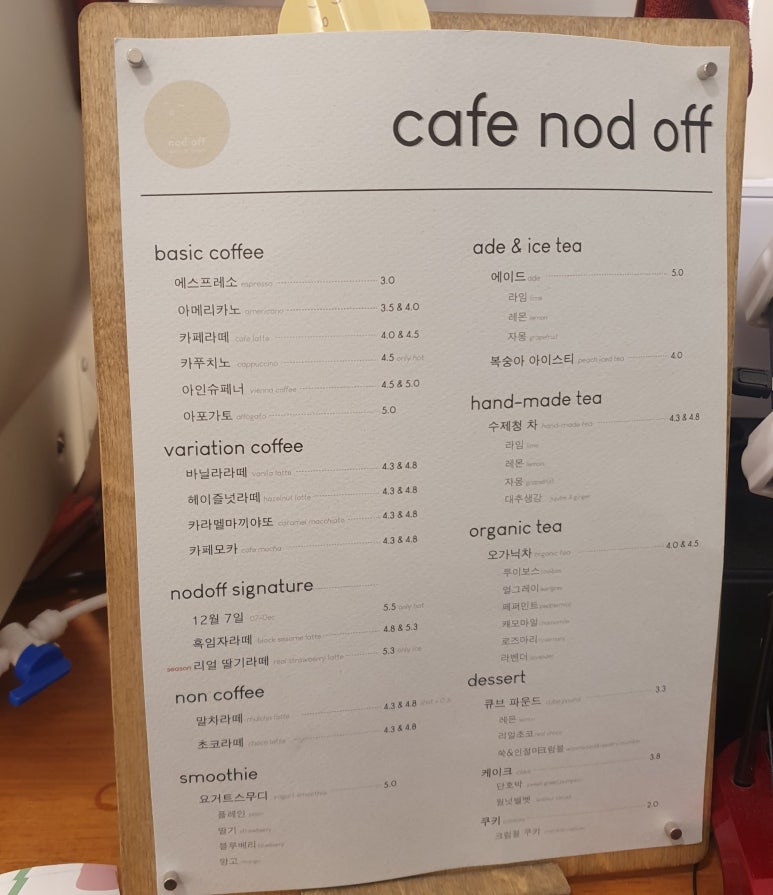 nod off
cafe nod off
basic coffee
에스프레소 espresso 3.0
아메리카노 americano 3.5 & 4.0
카페라떼 cafe latte 4.0 & 4.5
카푸치노 cappuccino 4.5 only hot
아인슈페너 vienna coffee 4.5 & 5.0
아포가토 affogato 5.0
variation coffee
바닐라라떼 vanilla latte 4.3 & 4.8
헤이즐넛라떼 hazelnut latte 4.3 & 4.8
카라멜마끼야또 caramel macchiato 4.3 & 4.8
카페모카 cafe mocha 4.3 & 4.8
nodoff signature
12월 7일 07-Dec 5.5 only hot
흑임자라떼 black sesame latte 4.8 & 5.3
season 리얼 딸기라떼 real strawberry latte 5.3 only ice
non coffee
말차라떼 matcha latte 4.3 & 4.8
초코라떼 choco latte 4.3 & 4.8
smoothie
요거트스무디 yogurt smoothie 5.0
플레인 plain
딸기 strawberry
블루베리 blueberry
망고 mango
ade & ice tea
에이드 ade 5.0
라임 lime
레몬 lemon
자몽 grapefruit
복숭아 아이스티 peach iced tea 4.0
hand-made tea
수제청 차 hand-made tea 4.3 & 4.8
라임 lime
레몬 lemon
자몽 grapefruit
대추생강 jujube & ginger
organic tea
오가닉차 organic tea 4.0 & 4.5
루이보스 rooibos
얼그레이 earlgrey
페퍼민트 peppermint
캐모마일 chamomile
로즈마리 rosemary
라벤더 lavender
dessert
큐브 파운드 cube pound 3.3
레몬 lemon
리얼초코 real choco
쑥&인절미크럼블
케이크 cake 3.8
단호박
월넛벨벳
쿠키 cookies 2.0
크럼블 쿠키